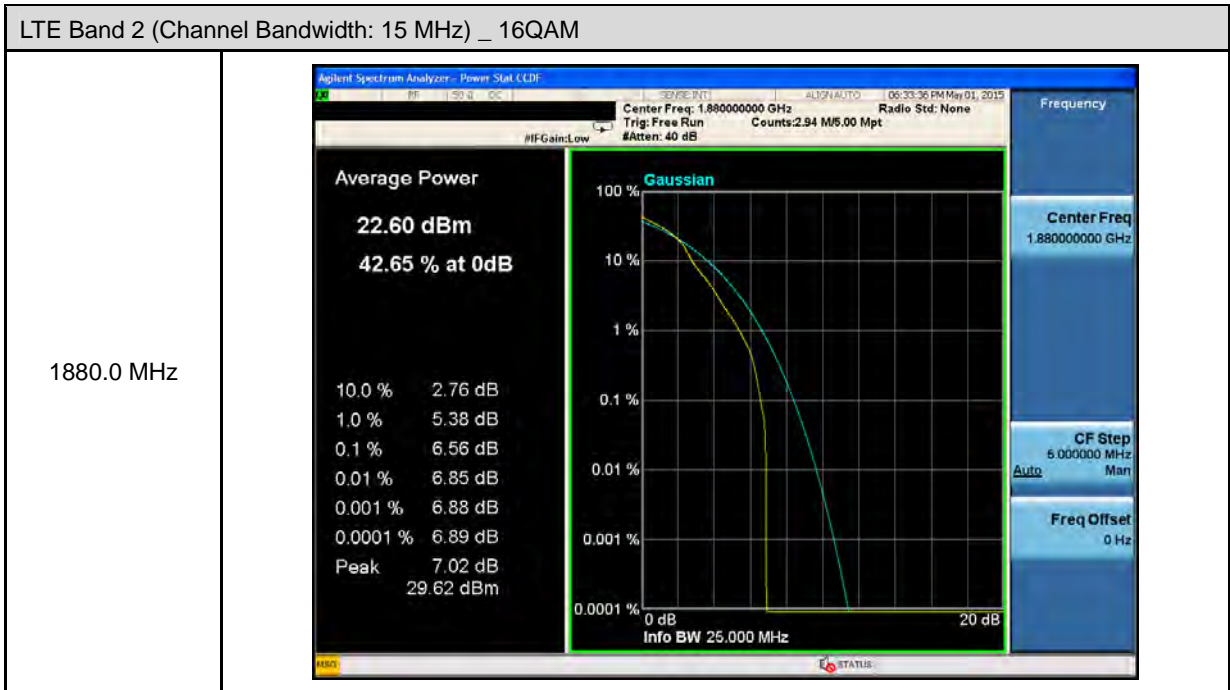 LTE Band 2 (Channel Bandwidth: 15 MHz) _ 16QAM
1880.0 MHz
Agilent Spectrum Analyzer - Power Stat CCDF
RF 50 Ω DC SENSE:INT ALIGN AUTO 06:33:36 PM May 01, 2015
Center Freq: 1.880000000 GHz Radio Std: None
Trig: Free Run Counts:2.94 M/5.00 Mpt
#IFGain:Low #Atten: 40 dB
Average Power
22.60 dBm
42.65 % at 0dB
10.0 % 2.76 dB
1.0 % 5.38 dB
0.1 % 6.56 dB
0.01 % 6.85 dB
0.001 % 6.88 dB
0.0001 % 6.89 dB
Peak 7.02 dB
29.62 dBm
Gaussian
100 %
10 %
1 %
0.1 %
0.01 %
0.001 %
0.0001 %
0 dB 20 dB
Info BW 25.000 MHz
Frequency
Center Freq
1.880000000 GHz
CF Step
5.000000 MHz
Auto Man
Freq Offset
0 Hz
MSG STATUS